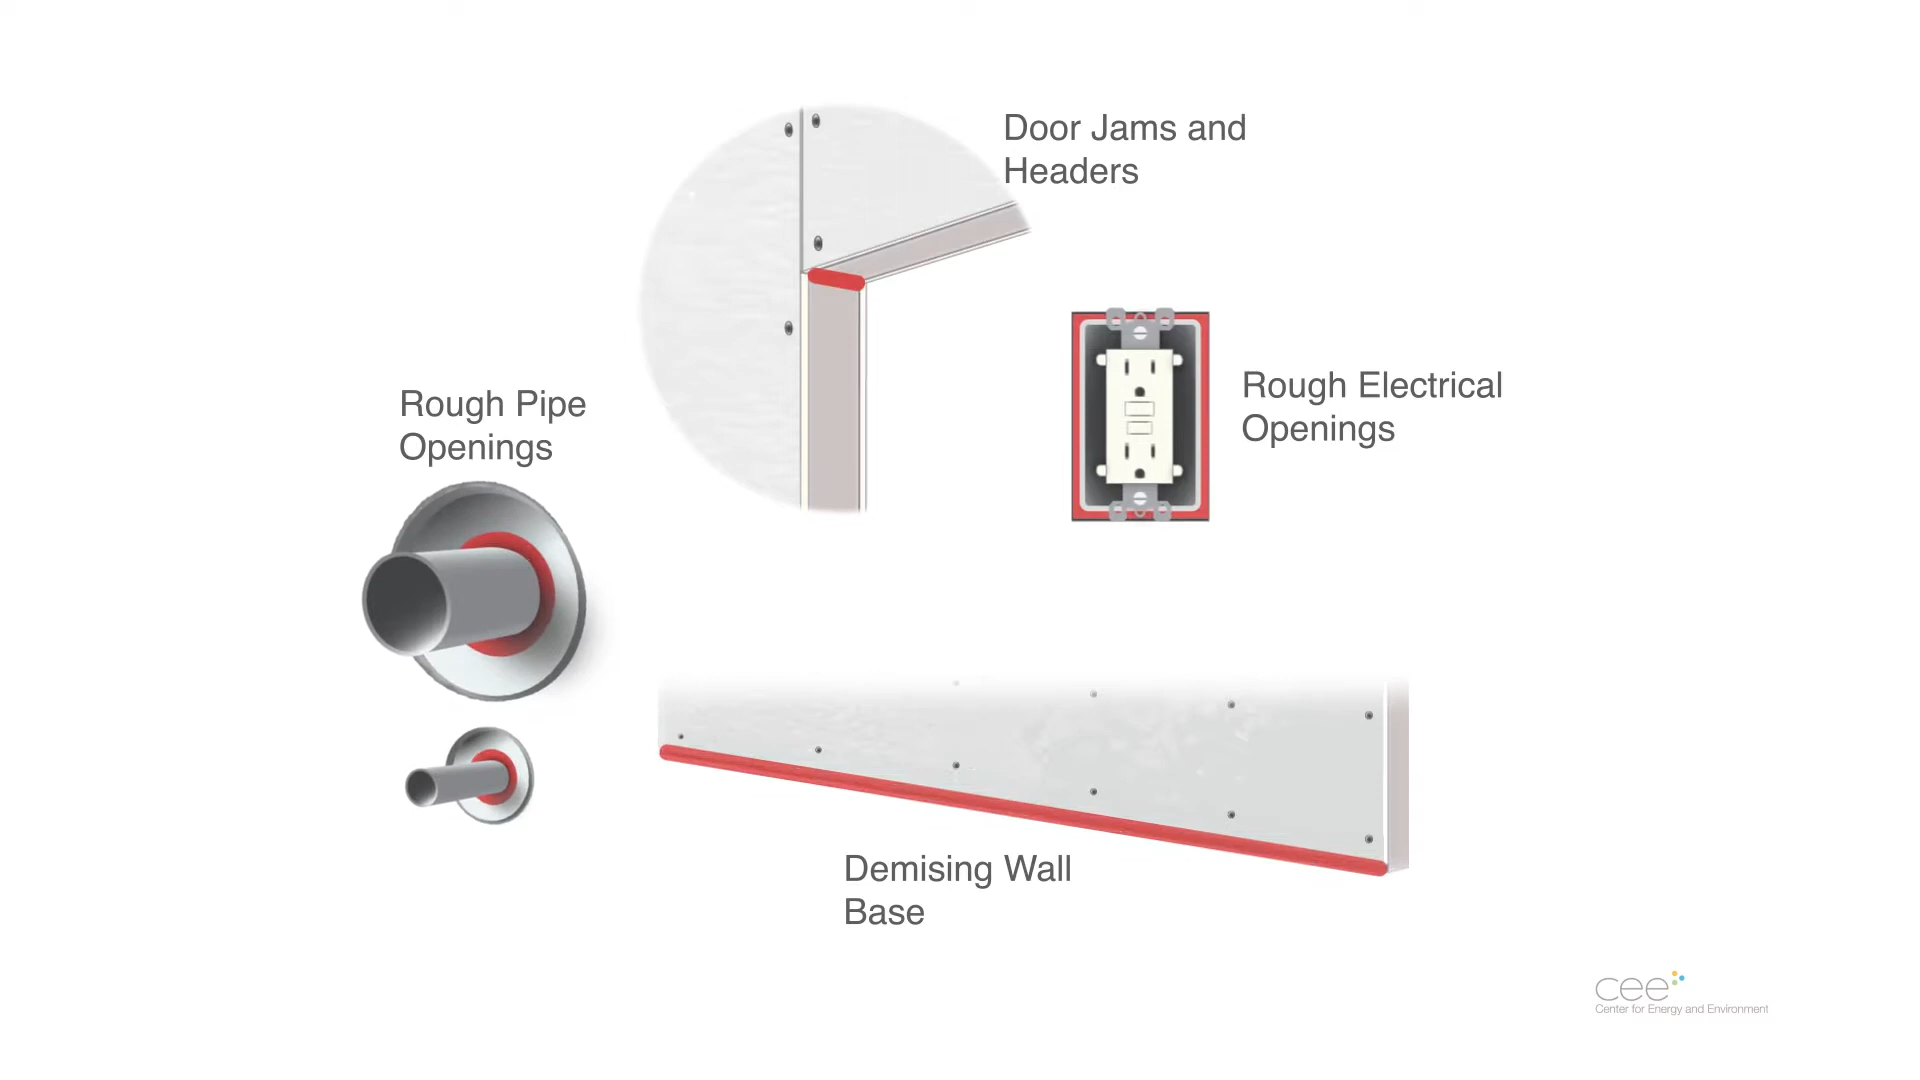 Door Jams and
Headers
Rough Electrical
Openings
Rough Pipe
Openings
Demising Wall
Base
cee
Center for Energy and Environment